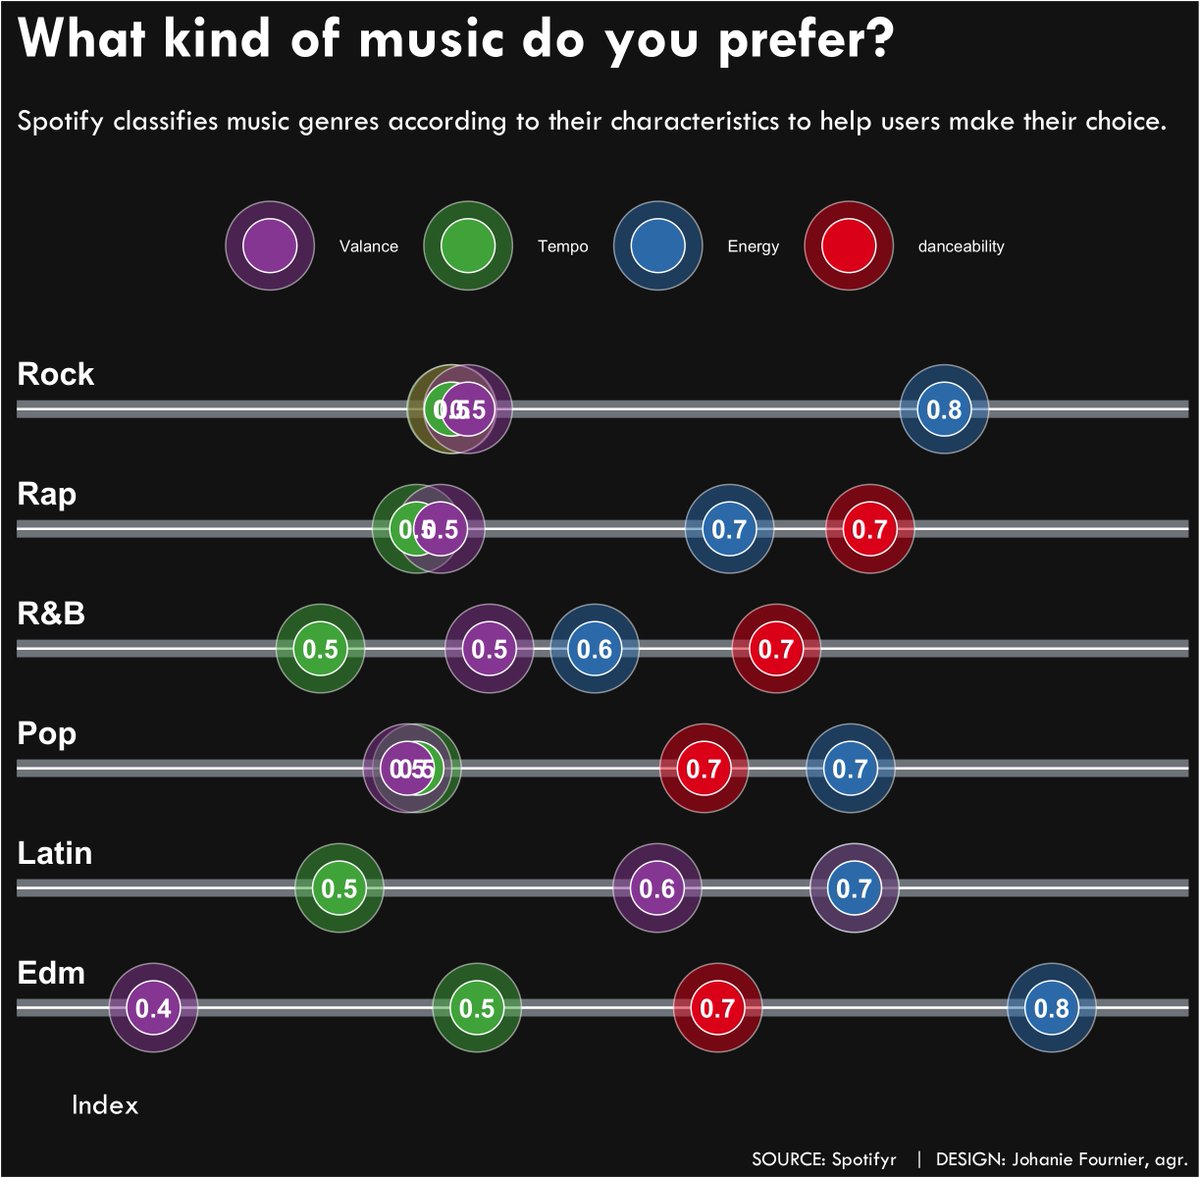 What kind of music do you prefer?
Spotify classifies music genres according to their characteristics to help users make their choice.
Valance Tempo Energy danceability
Rock
0.5 0.8
Rap
0.5 0.5 0.7 0.7
R&B
0.5 0.5 0.6 0.7
Pop
0.5 0.7 0.7
Latin
0.5 0.6 0.7
Edm
0.4 0.5 0.7 0.8
Index
SOURCE: Spotifyr | DESIGN: Johanie Fournier, agr.